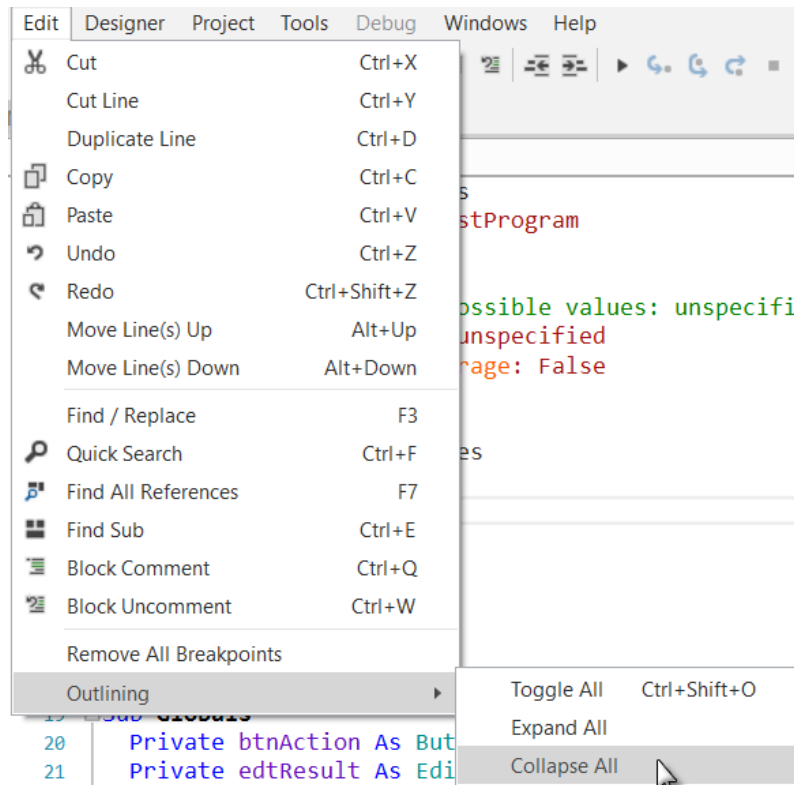 Edit Designer Project Tools Debug Windows Help
Cut Ctrl+X
Cut Line Ctrl+Y
Duplicate Line Ctrl+D
Copy Ctrl+C
s
Paste Ctrl+V
stProgram
Undo Ctrl+Z
Redo Ctrl+Shift+Z
ossible values: unspecifi
Move Line(s) Up Alt+Up
unspecified
Move Line(s) Down Alt+Down
rage: False
Find / Replace F3
Quick Search Ctrl+F
es
Find All References F7
Find Sub Ctrl+E
Block Comment Ctrl+Q
Block Uncomment Ctrl+W
Remove All Breakpoints
Outlining
Toggle All Ctrl+Shift+O
Expand All
Collapse All
19 Sub Globals
20 Private btnAction As But
21 Private edtResult As Edi